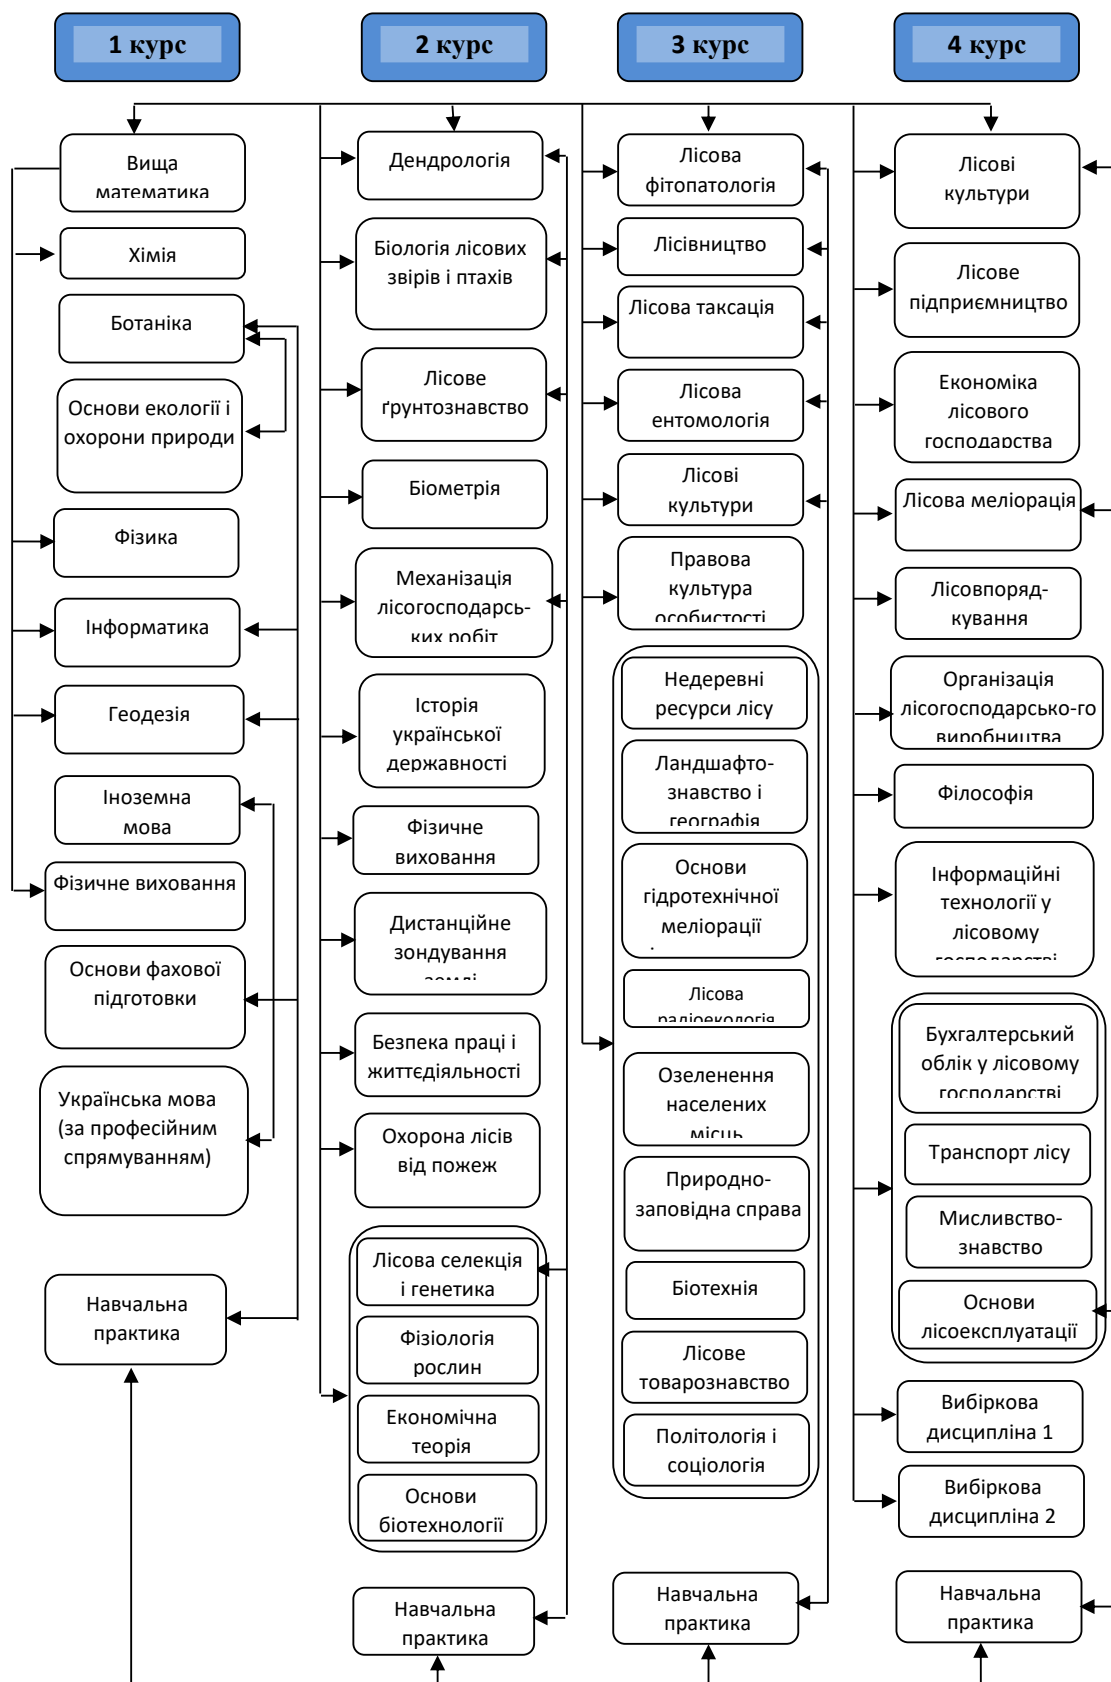 1 курс
2 курс
3 курс
4 курс
Вища
математика
Хімія
Ботаніка
Основи екології і
охорони природи
Фізика
Інформатика
Геодезія
Іноземна
мова
Фізичне виховання
Основи фахової
підготовки
Українська мова
(за професійним
спрямуванням)
Навчальна
практика
Дендрологія
Біологія лісових
звірів і птахів
Лісове
ґрунтознавство
Біометрія
Механізація
лісогосподарсь-
ких робіт
Історія
української
державності
Фізичне
виховання
Дистанційне
зондування
землі
Безпека праці і
життєдіяльності
Охорона лісів
від пожеж
Лісова селекція
і генетика
Фізіологія
рослин
Економічна
теорія
Основи
біотехнології
Навчальна
практика
Лісова
фітопатологія
Лісівництво
Лісова таксація
Лісова
ентомологія
Лісові
культури
Правова
культура
особистості
Недеревні
ресурси лісу
Ландшафто-
знавство і
географія
Основи
гідротехнічної
меліорації
Лісова
радіоекологія
Озеленення
населених
місць
Природно-
заповідна справа
Біотехнія
Лісове
товарознавство
Політологія і
соціологія
Навчальна
практика
Лісові
культури
Лісове
підприємництво
Економіка
лісового
господарства
Лісова меліорація
Лісовпоряд-
кування
Організація
лісогосподарсько-го
виробництва
Філософія
Інформаційні
технології у
лісовому
господарстві
Бухгалтерський
облік у лісовому
господарстві
Транспорт лісу
Мисливство-
знавство
Основи
лісоексплуатації
Вибіркова
дисципліна 1
Вибіркова
дисципліна 2
Навчальна
практика